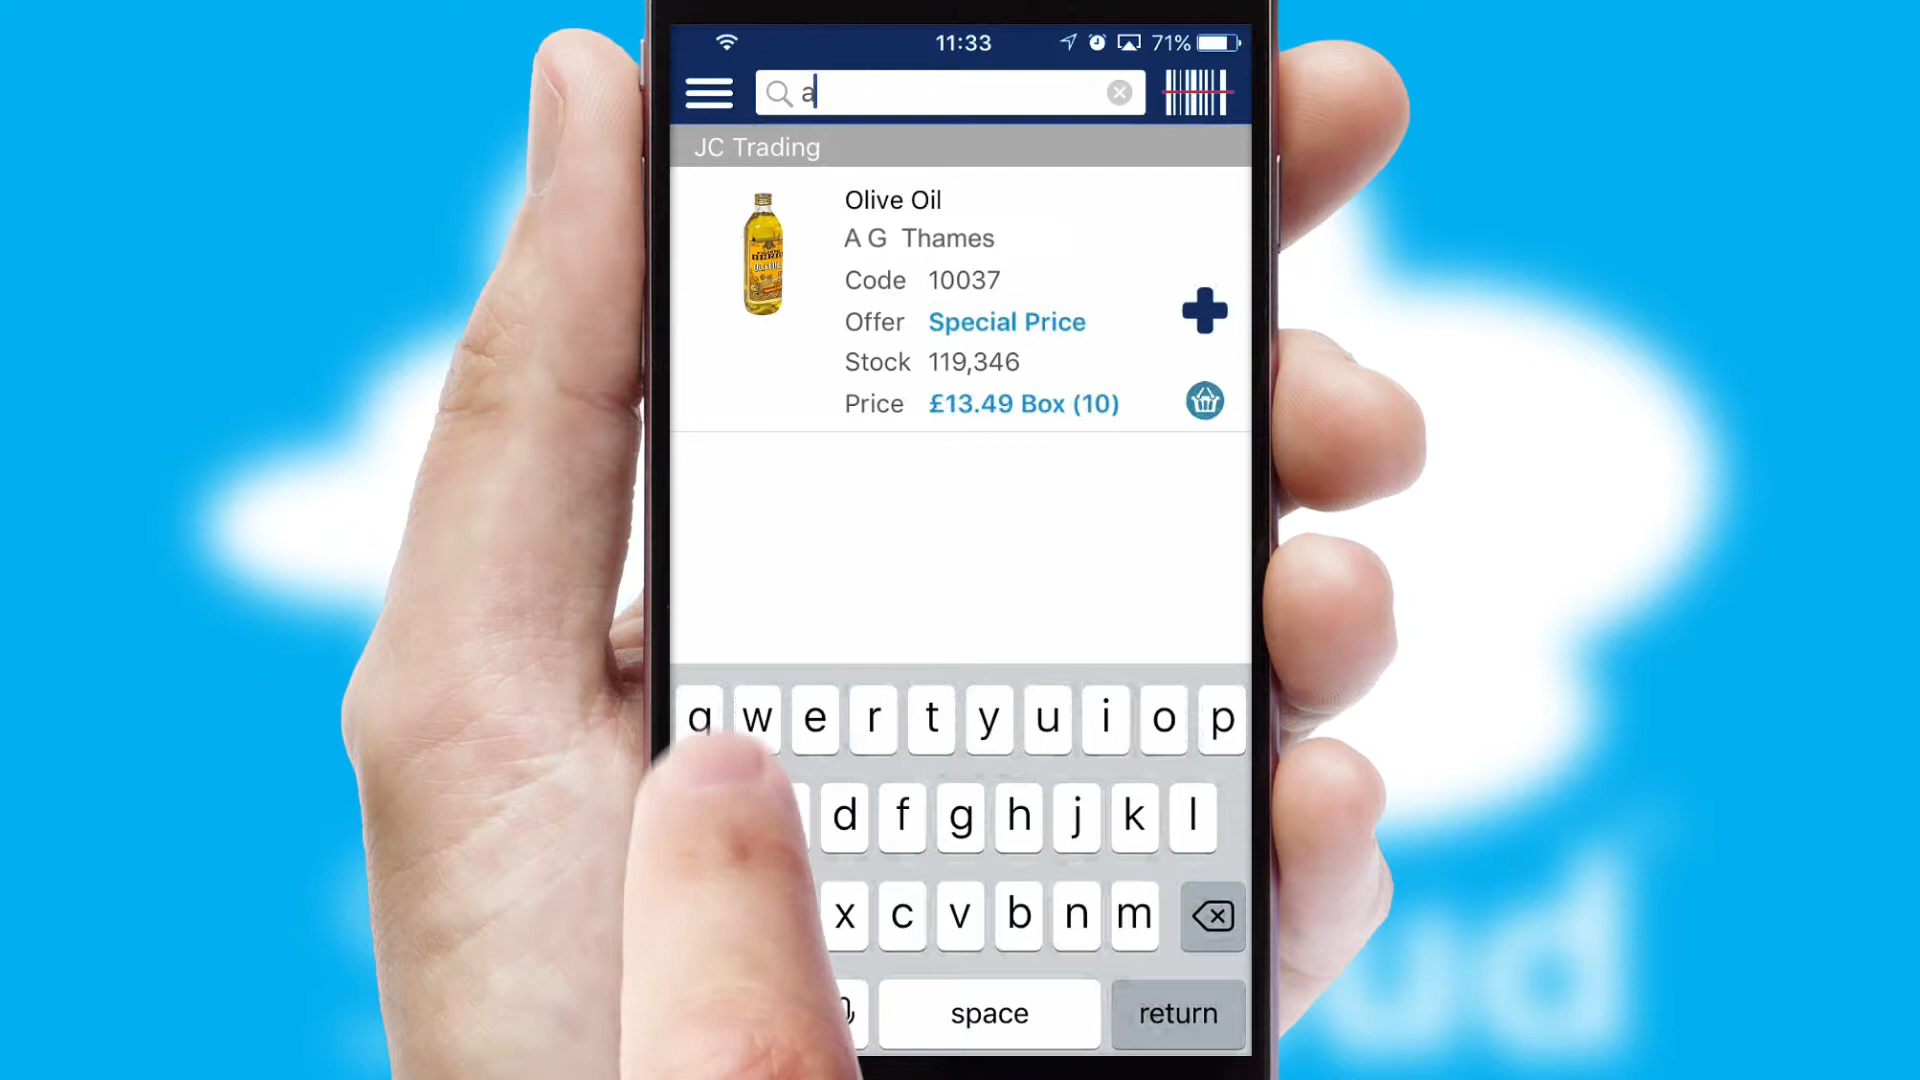 11:33
71%
a
JC Trading
Olive Oil
A G Thames
Code 10037
Offer Special Price
Stock 119,346
Price £13.49 Box (10)
q w e r t y u i o p
d f g h j k l
x c v b n m
space return
ud